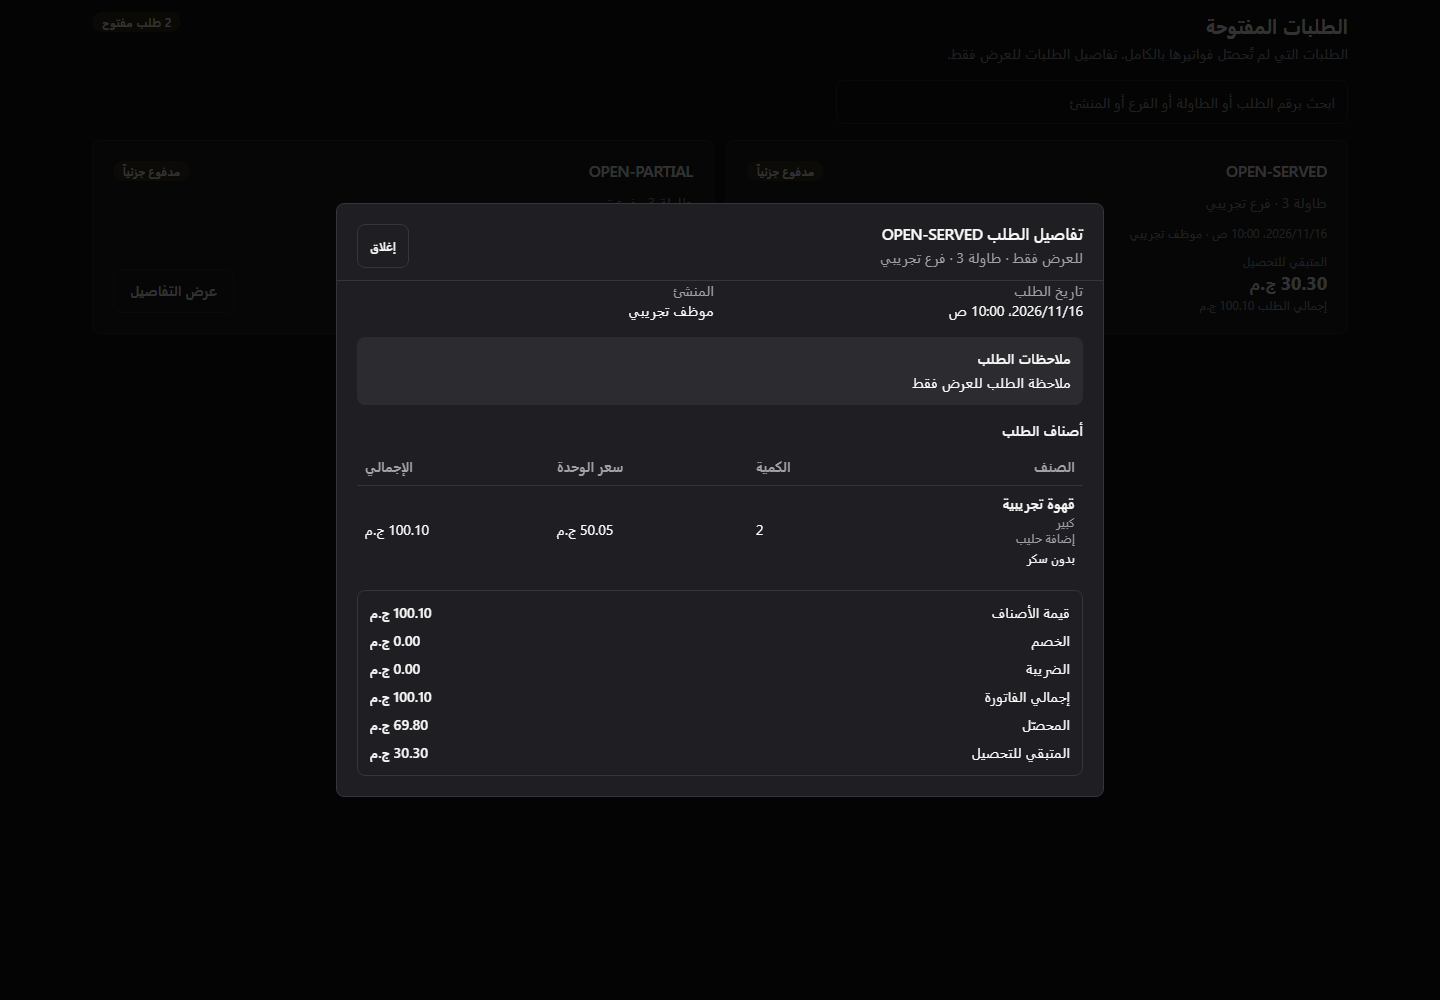 الطلبات المفتوحة
2 طلب مفتوح
الطلبات التي لم تُحصّل فواتيرها بالكامل. تفاصيل الطلبات للعرض فقط.
ابحث برقم الطلب أو الطاولة أو الفرع أو المنشئ
OPEN-SERVED
مدفوع جزئياً
طاولة 3 · فرع تجريبي
2026/11/16، 10:00 ص · موظف تجريبي
المتبقي للتحصيل
30.30 ج.م
إجمالي الطلب 100.10 ج.م
OPEN-PARTIAL
مدفوع جزئياً
عرض التفاصيل
تفاصيل الطلب OPEN-SERVED
للعرض فقط · طاولة 3 · فرع تجريبي
إغلاق
تاريخ الطلب
2026/11/16، 10:00 ص
المنشئ
موظف تجريبي
ملاحظات الطلب
ملاحظة الطلب للعرض فقط
أصناف الطلب
الصنف الكمية سعر الوحدة الإجمالي
قهوة تجريبية
كبير
إضافة حليب
بدون سكر
2 50.05 ج.م 100.10 ج.م
قيمة الأصناف 100.10 ج.م
الخصم 0.00 ج.م
الضريبة 0.00 ج.م
إجمالي الفاتورة 100.10 ج.م
المحصّل 69.80 ج.م
المتبقي للتحصيل 30.30 ج.م